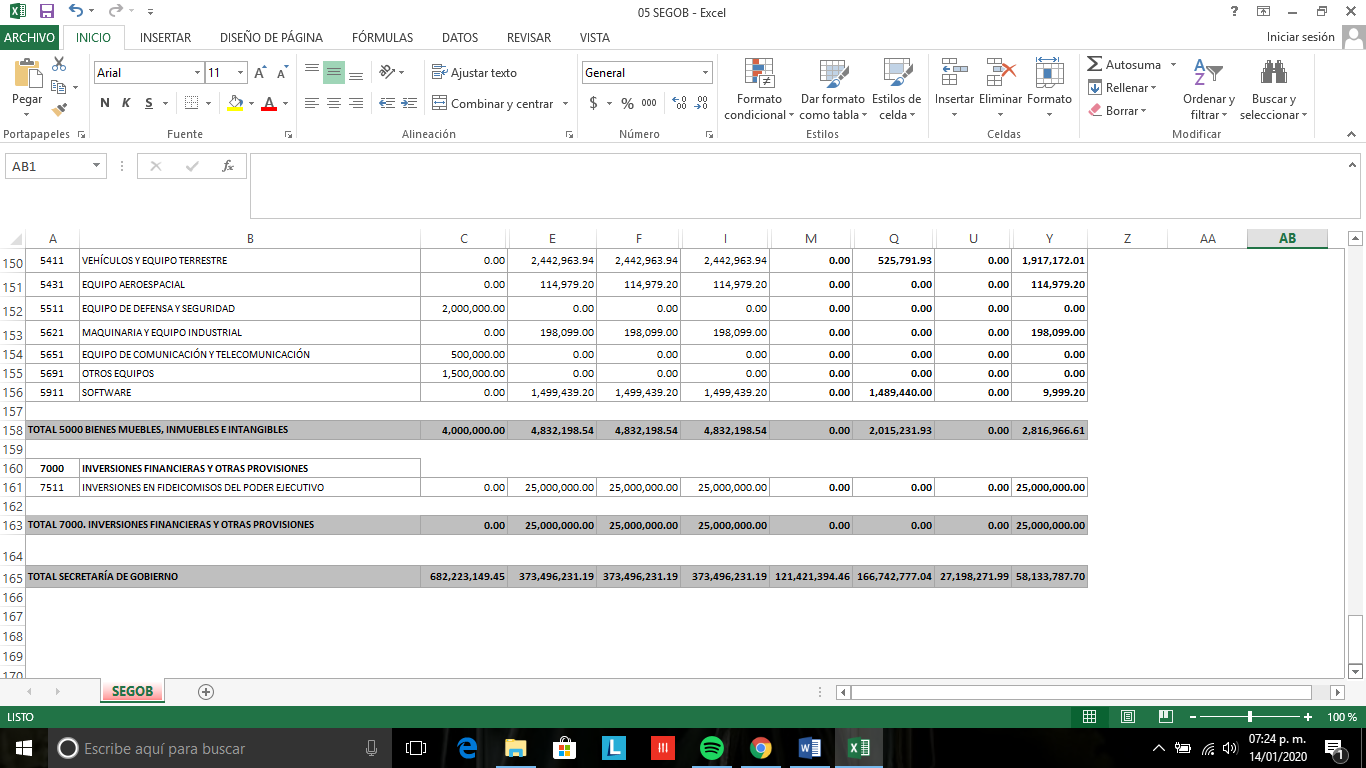 05 SEGOB - Excel
ARCHIVO INICIO INSERTAR DISEÑO DE PÁGINA FÓRMULAS DATOS REVISAR VISTA Iniciar sesión
Pegar
Portapapeles
Arial 11
N K S
Fuente
Ajustar texto
Combinar y centrar
Alineación
General
$ % 000
Número
Formato condicional
Dar formato como tabla
Estilos de celda
Estilos
Insertar Eliminar Formato
Celdas
Autosuma
Rellenar
Borrar
Ordenar y filtrar
Buscar y seleccionar
Modificar
AB1 fx
A B C E F I M Q U Y Z AA AB
150 5411 VEHÍCULOS Y EQUIPO TERRESTRE 0.00 2,442,963.94 2,442,963.94 2,442,963.94 0.00 525,791.93 0.00 1,917,172.01
151 5431 EQUIPO AEROESPACIAL 0.00 114,979.20 114,979.20 114,979.20 0.00 0.00 0.00 114,979.20
152 5511 EQUIPO DE DEFENSA Y SEGURIDAD 2,000,000.00 0.00 0.00 0.00 0.00 0.00 0.00 0.00
153 5621 MAQUINARIA Y EQUIPO INDUSTRIAL 0.00 198,099.00 198,099.00 198,099.00 0.00 0.00 0.00 198,099.00
154 5651 EQUIPO DE COMUNICACIÓN Y TELECOMUNICACIÓN 500,000.00 0.00 0.00 0.00 0.00 0.00 0.00 0.00
155 5691 OTROS EQUIPOS 1,500,000.00 0.00 0.00 0.00 0.00 0.00 0.00 0.00
156 5911 SOFTWARE 0.00 1,499,439.20 1,499,439.20 1,499,439.20 0.00 1,489,440.00 0.00 9,999.20
157
158 TOTAL 5000 BIENES MUEBLES, INMUEBLES E INTANGIBLES 4,000,000.00 4,832,198.54 4,832,198.54 4,832,198.54 0.00 2,015,231.93 0.00 2,816,966.61
159
160 7000 INVERSIONES FINANCIERAS Y OTRAS PROVISIONES
161 7511 INVERSIONES EN FIDEICOMISOS DEL PODER EJECUTIVO 0.00 25,000,000.00 25,000,000.00 25,000,000.00 0.00 0.00 0.00 25,000,000.00
162
163 TOTAL 7000. INVERSIONES FINANCIERAS Y OTRAS PROVISIONES 0.00 25,000,000.00 25,000,000.00 25,000,000.00 0.00 0.00 0.00 25,000,000.00
164
165 TOTAL SECRETARÍA DE GOBIERNO 682,223,149.45 373,496,231.19 373,496,231.19 373,496,231.19 121,421,394.46 166,742,777.04 27,198,271.99 58,133,787.70
166
167
168
169
170
SEGOB
LISTO 100 %
Escribe aquí para buscar
07:24 p. m.
14/01/2020